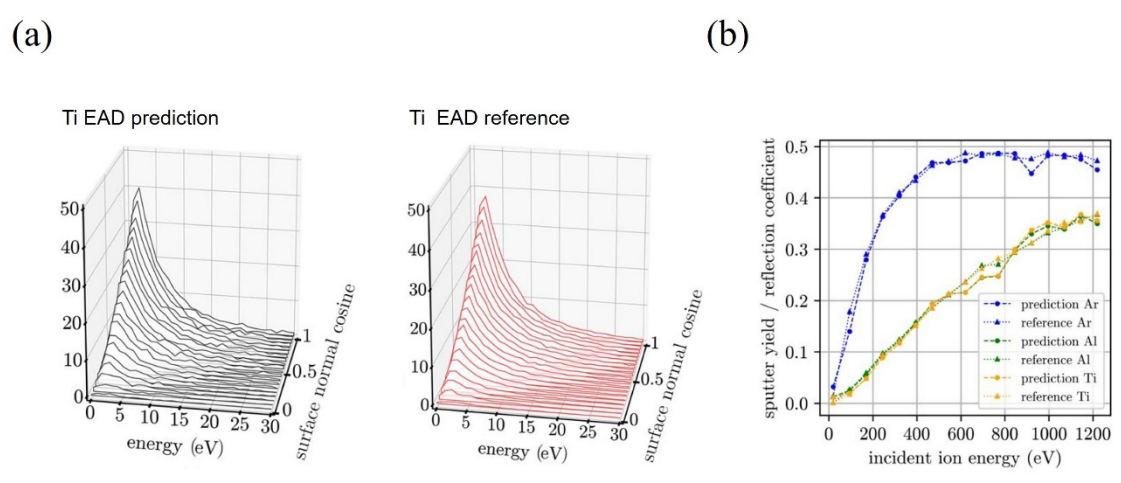 (a)
(b)
Ti EAD prediction
Ti EAD reference
50
40
30
20
10
0
0
5
10
15
20
25
30
energy (eV)
0
0.5
1
surface normal cosine
50
40
30
20
10
0
0
5
10
15
20
25
30
energy (eV)
0
0.5
1
surface normal cosine
sputter yield / reflection coefficient
0.5
0.4
0.3
0.2
0.1
0.0
prediction Ar
reference Ar
prediction Al
reference Al
prediction Ti
reference Ti
0
200
400
600
800
1000
1200
incident ion energy (eV)